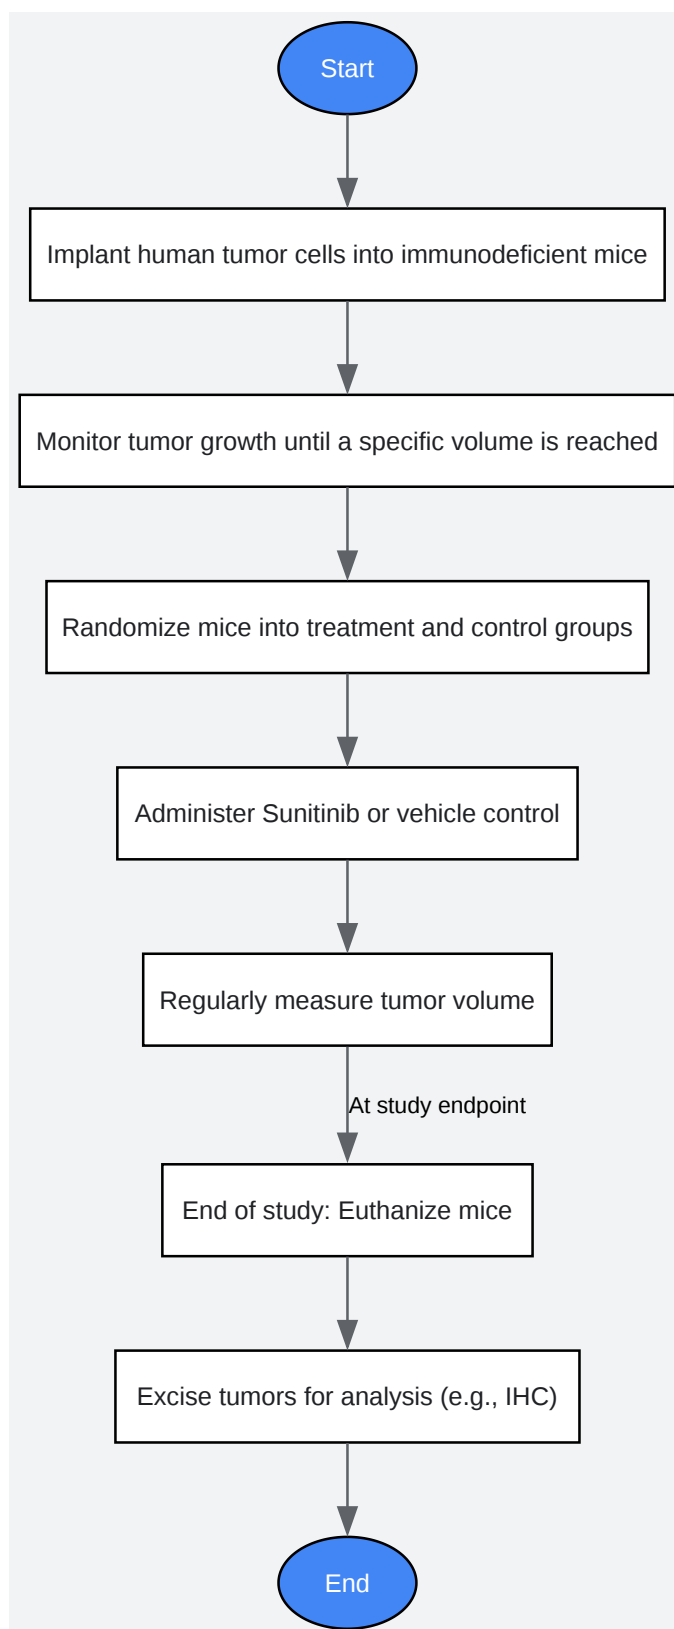 Start
Implant human tumor cells into immunodeficient mice
Monitor tumor growth until a specific volume is reached
Randomize mice into treatment and control groups
Administer Sunitinib or vehicle control
Regularly measure tumor volume
At study endpoint
End of study: Euthanize mice
Excise tumors for analysis (e.g., IHC)
End